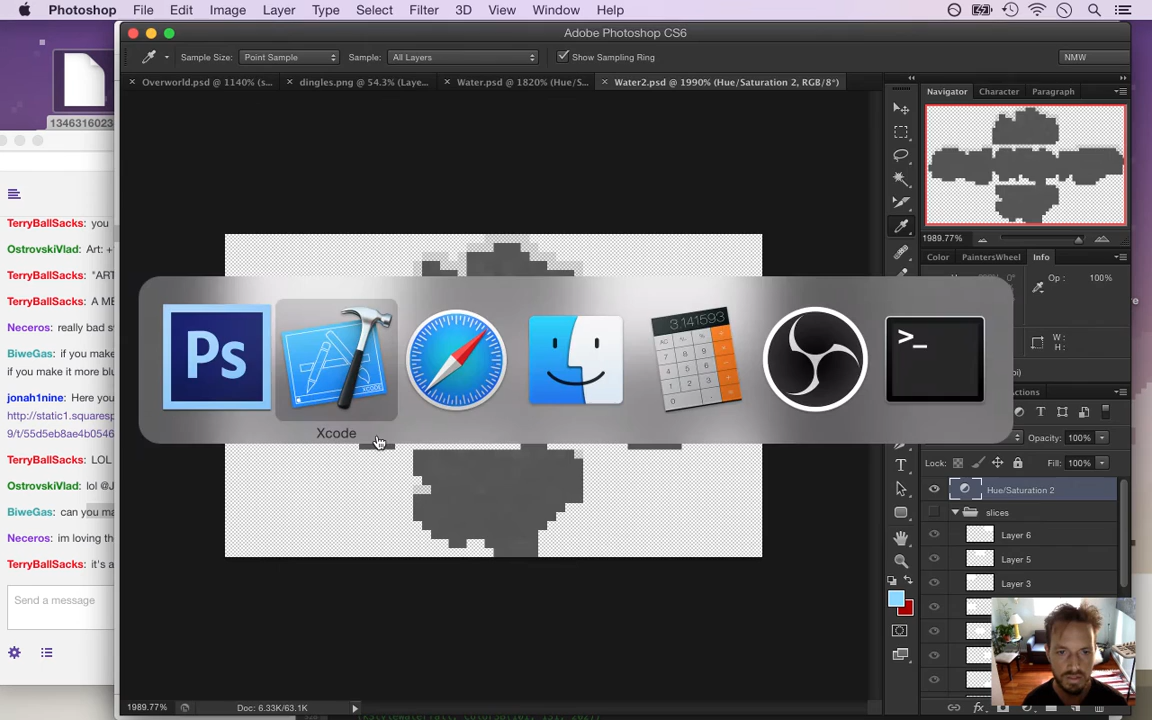 Photoshop File Edit Image Layer Type Select Filter 3D View Window Help
Adobe Photoshop CS6
Sample Size: Point Sample Sample: All Layers Show Sampling Ring NMW
Overworld.psd @ 1140% (s... dingles.png @ 54.3% (Laye... Water.psd @ 1820% (Hue/S... Water2.psd @ 1990% (Hue/Saturation 2, RGB/8*)
Navigator Character Paragraph
1346316023
TerryBallSacks: you
OstrovskiVlad: Art: +
TerryBallSacks: "ART
TerryBallSacks: A ME
Neceros: really bad s
BiweGas: if you make
if you make it more blu
jonah1nine: Here you
http://static1.squaresp
9/t/55d5eb8ae4b0546
TerryBallSacks: LOL
OstrovskiVlad: lol @J
BiweGas: can you ma
Neceros: im loving th
TerryBallSacks: it's a
Send a message
1989.77%
Color PaintersWheel Info
Op : 100%
W :
H :
Ps
3.141593
>_
Xcode
Opacity: 100%
Lock: Fill: 100%
Hue/Saturation 2
slices
Layer 6
Layer 5
Layer 3
1989.77% Doc: 6.33K/63.1K